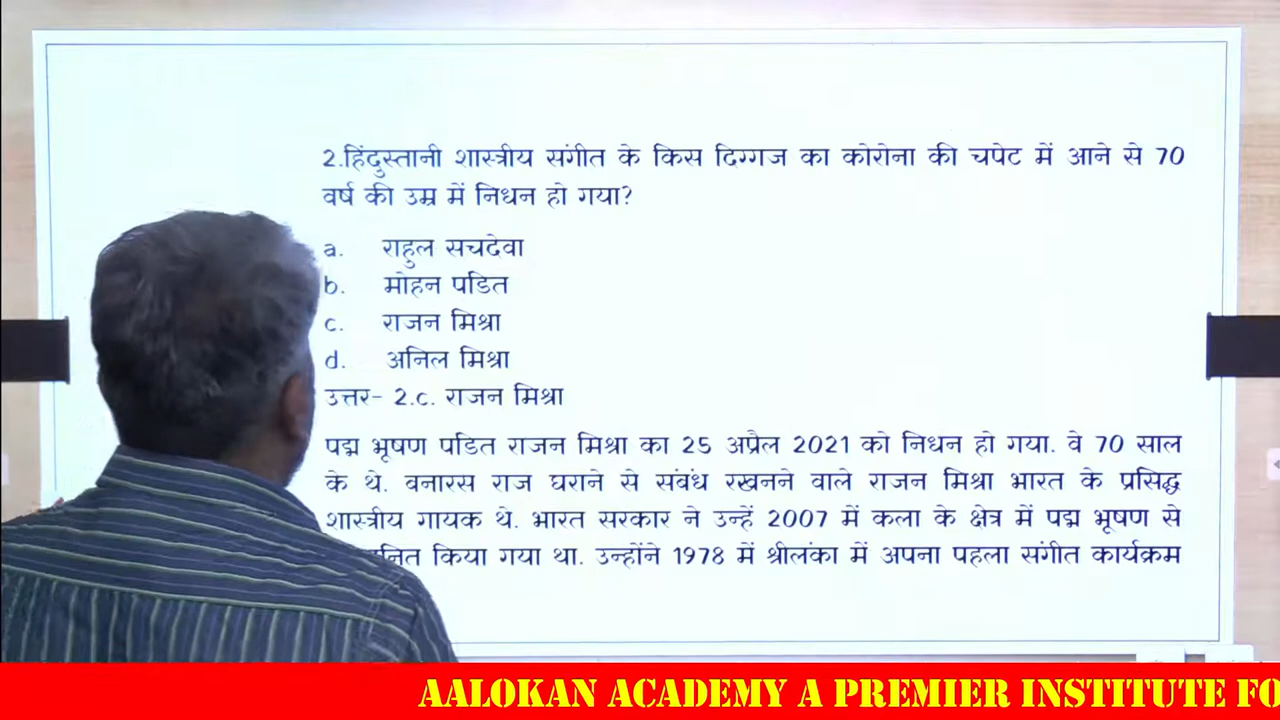 2.हिंदुस्तानी शास्त्रीय संगीत के किस दिग्गज का कोरोना की चपेट में आने से 70
वर्ष की उम्र में निधन हो गया?
a. राहुल सचदेवा
b. मोहन पडित
c. राजन मिश्रा
d. अनिल मिश्रा
उत्तर- 2.c. राजन मिश्रा
पद्म भूषण पडित राजन मिश्रा का 25 अप्रैल 2021 को निधन हो गया. वे 70 साल
के थे. बनारस राज घराने से संबंध रखनने वाले राजन मिश्रा भारत के प्रसिद्ध
शास्त्रीय गायक थे. भारत सरकार ने उन्हें 2007 में कला के क्षेत्र में पद्म भूषण से
किया गया था. उन्होंने 1978 में श्रीलंका में अपना पहला संगीत कार्यक्रम
AALOKAN ACADEMY A PREMIER INSTITUTE FO